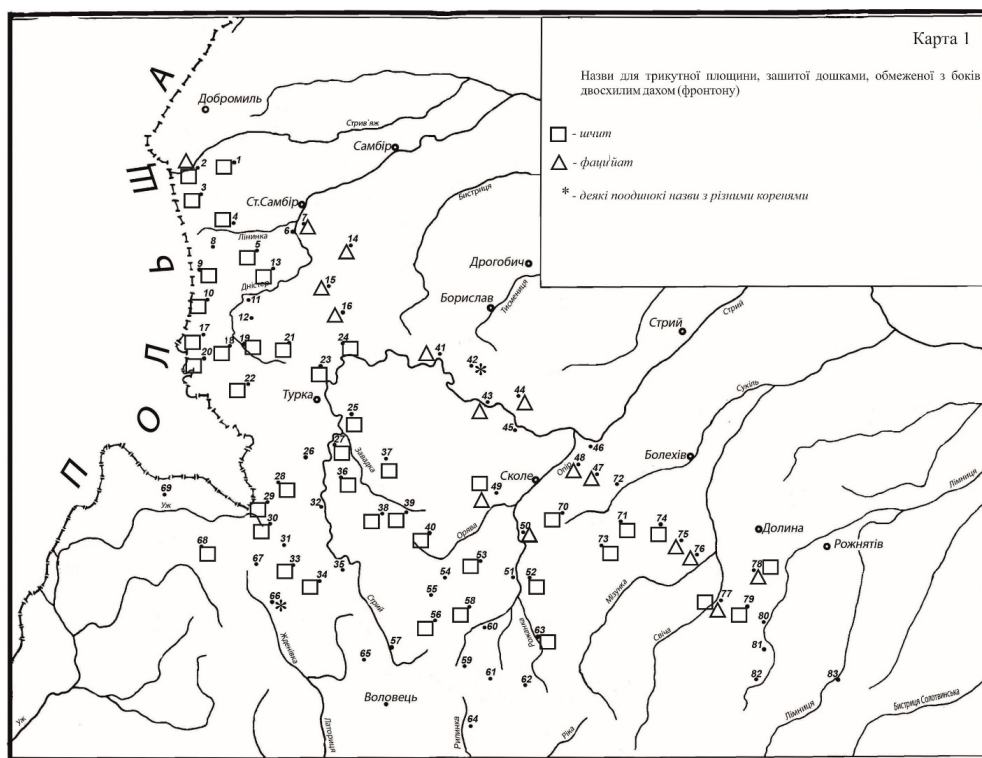 Карта 1
Назви для трикутної площини, зашитої дошками, обмеженої з боків
двосхилим дахом (фронтону)
- шчит
- фаци'йат
* - деякі поодинокі назви з різними коренями
ПОЛЬЩА
Добромиль
Стрив'яж
Самбір
2
1
3
Ст.Самбір
Бистриця
4
7
6
Лінинка
8
5
14
Дрогобич
9
13
15
Дністер
Борислав
Тисмениця
10
11
16
12
Стрий
Стрий
17
18
19
21
24
41
20
23
42
22
Турка
43
44
Сукіль
25
45
46
27
26
Завадка
37
Болехів
Опір
48
47
28
36
Сколе
49
72
Лімниця
69
Уж
29
32
38
39
70
30
40
50
71
74
Долина
Орява
75
Рожнятів
68
31
73
76
67
33
35
53
54
51
52
78
34
55
Мізунка
66
Стрий
56
58
77
79
60
Рожанка
63
80
Жденівка
57
Свіча
65
59
81
61
62
82
83
Воловець
Уж
Латориця
64
Рипинка
Ріка
Лімниця
Бистриця Солотвинська